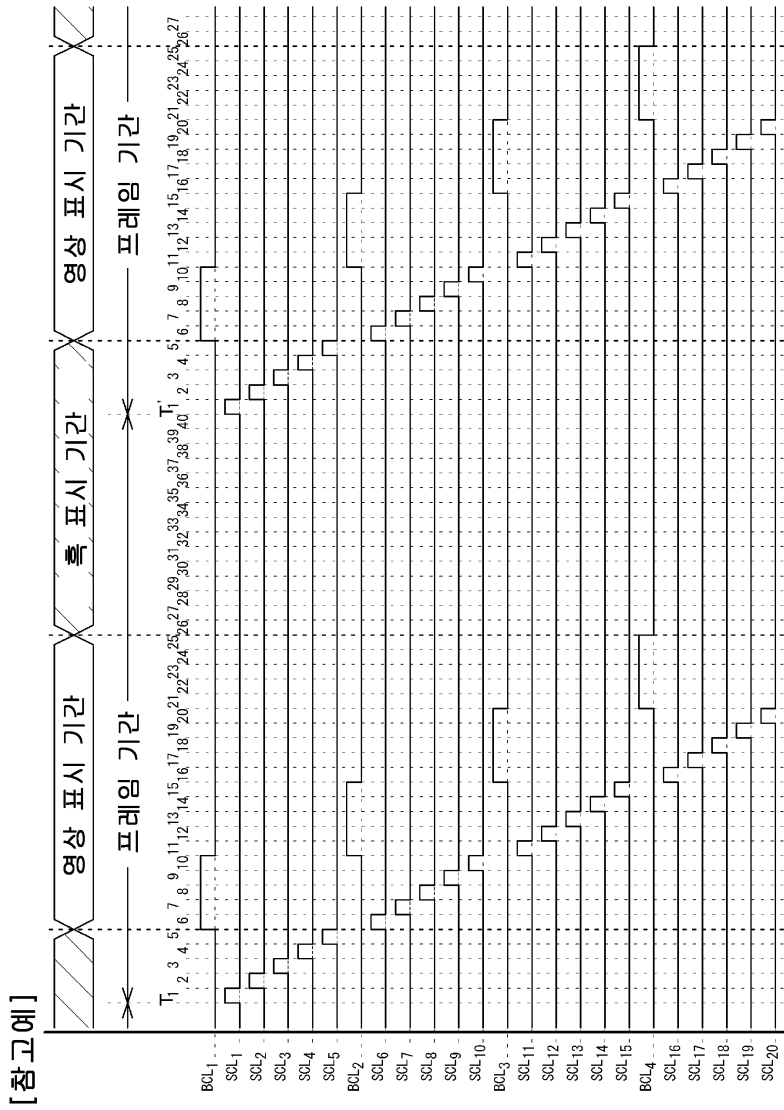 [참고예]
영상 표시 기간 흑 표시 기간 영상 표시 기간
프레임 기간 프레임 기간
T1 2 3 4 5 6 7 8 9 10 11 12 13 14 15 16 17 18 19 20 21 22 23 24 25 26 27 28 29 30 31 32 33 34 35 36 37 38 39 40 T'1 2 3 4 5 6 7 8 9 10 11 12 13 14 15 16 17 18 19 20 21 22 23 24 25 26 27
BCL1
SCL1
SCL2
SCL3
SCL4
SCL5
BCL2
SCL6
SCL7
SCL8
SCL9
SCL10
BCL3
SCL11
SCL12
SCL13
SCL14
SCL15
BCL4
SCL16
SCL17
SCL18
SCL19
SCL20